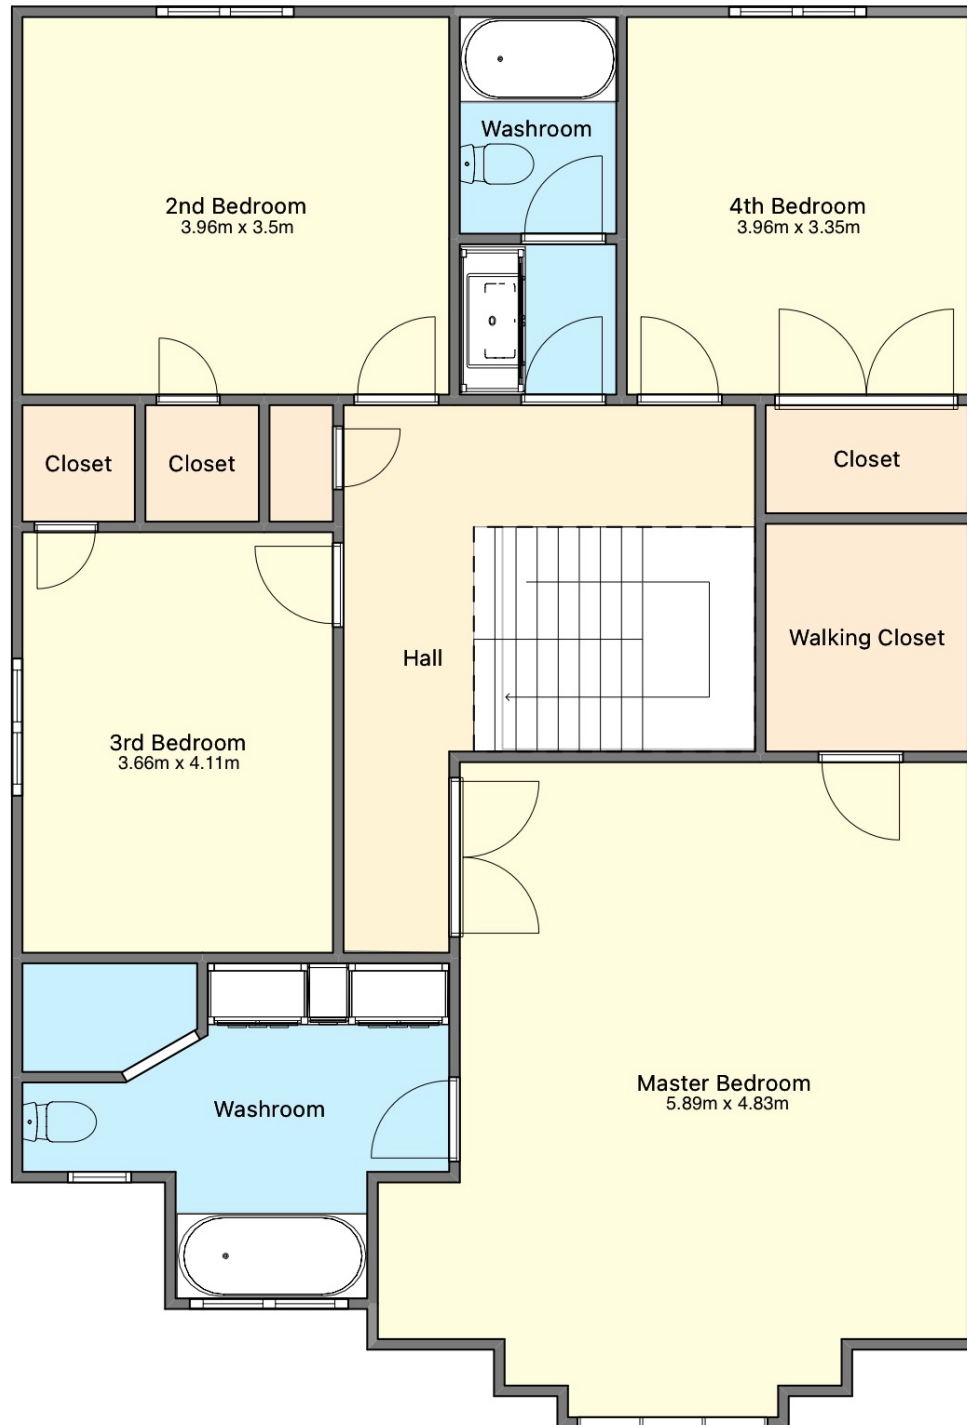 Washroom
2nd Bedroom
3.96m x 3.5m
4th Bedroom
3.96m x 3.35m
Closet
Closet
Closet
Walking Closet
Hall
3rd Bedroom
3.66m x 4.11m
Master Bedroom
5.89m x 4.83m
Washroom